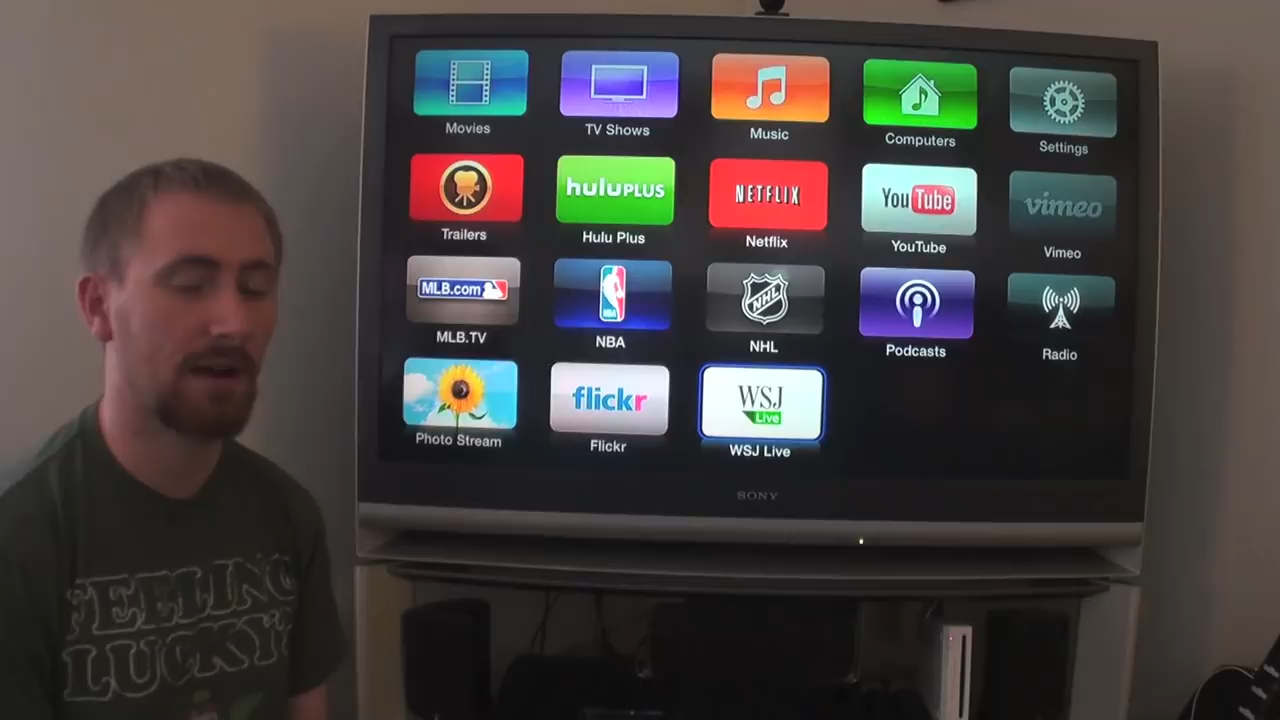 Movies
TV Shows
Music
Computers
Settings
Trailers
huluPLUS
Hulu Plus
NETFLIX
Netflix
YouTube
YouTube
vimeo
Vimeo
MLB.com
MLB.TV
NBA
NBA
NHL
NHL
Podcasts
Radio
Photo Stream
flickr
Flickr
WSJ
Live
WSJ Live
SONY
FEELING
LUCKY?